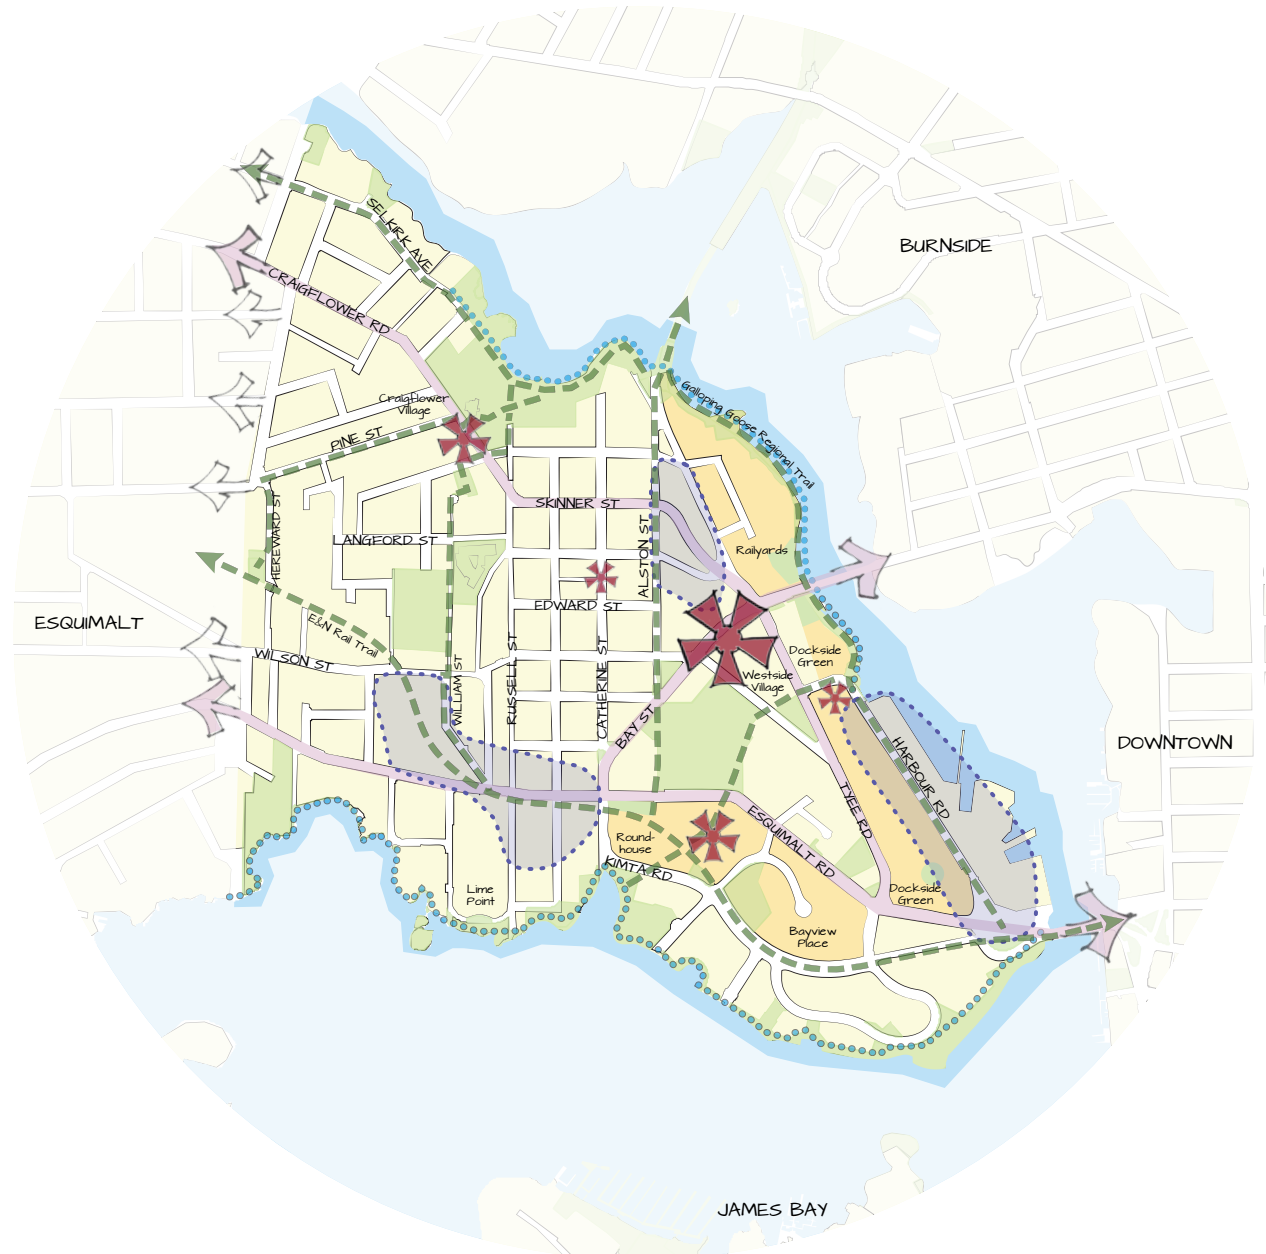 BURNSIDE
SELKIRK AVE
CRAIGFLOWER RD
Craigflower
Village
PINE ST
Galloping Goose Regional Trail
SKINNER ST
HEREWARD ST
LANGFORD ST
ALSTON ST
Railyards
EDWARD ST
ESQUIMALT
E&N Rail Trail
WILSON ST
WILLIAM ST
RUSSELL ST
CATHERINE ST
BAY ST
Dockside
Green
Westside
Village
HARBOUR RD
DOWNTOWN
TYEE RD
ESQUIMALT RD
Round-
house
KIMTA RD
Lime
Point
Dockside
Green
Bayview
Place
JAMES BAY